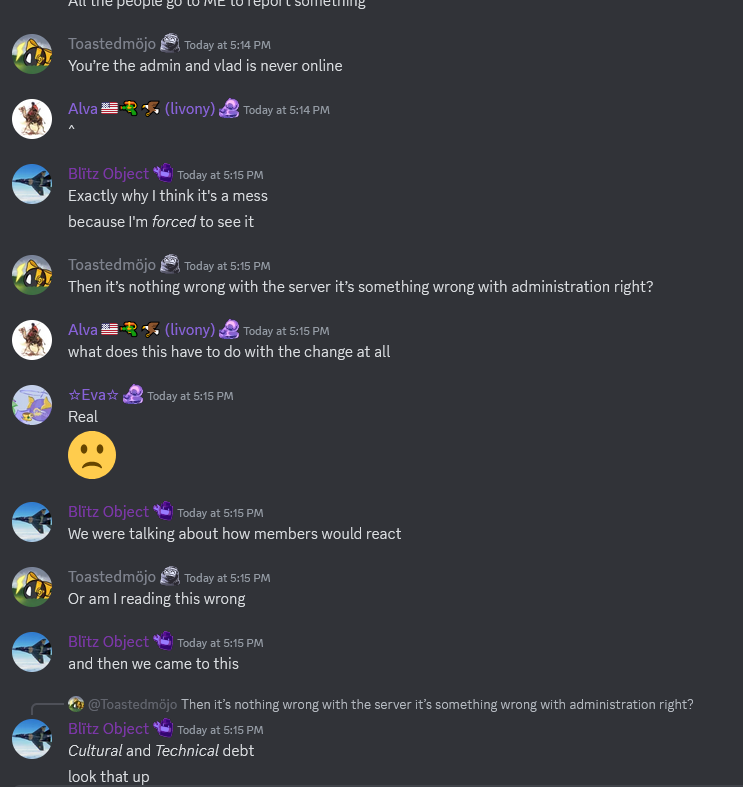 All the people go to ME to report something
Toastedmöjo Today at 5:14 PM
You're the admin and vlad is never online
Alva (livony) Today at 5:14 PM
^
Blïtz Object Today at 5:15 PM
Exactly why I think it's a mess
because I'm forced to see it
Toastedmöjo Today at 5:15 PM
Then it's nothing wrong with the server it's something wrong with administration right?
Alva (livony) Today at 5:15 PM
what does this have to do with the change at all
☆Eva☆ Today at 5:15 PM
Real
Blïtz Object Today at 5:15 PM
We were talking about how members would react
Toastedmöjo Today at 5:15 PM
Or am I reading this wrong
Blïtz Object Today at 5:15 PM
and then we came to this
@Toastedmöjo Then it's nothing wrong with the server it's something wrong with administration right?
Blïtz Object Today at 5:15 PM
Cultural and Technical debt
look that up